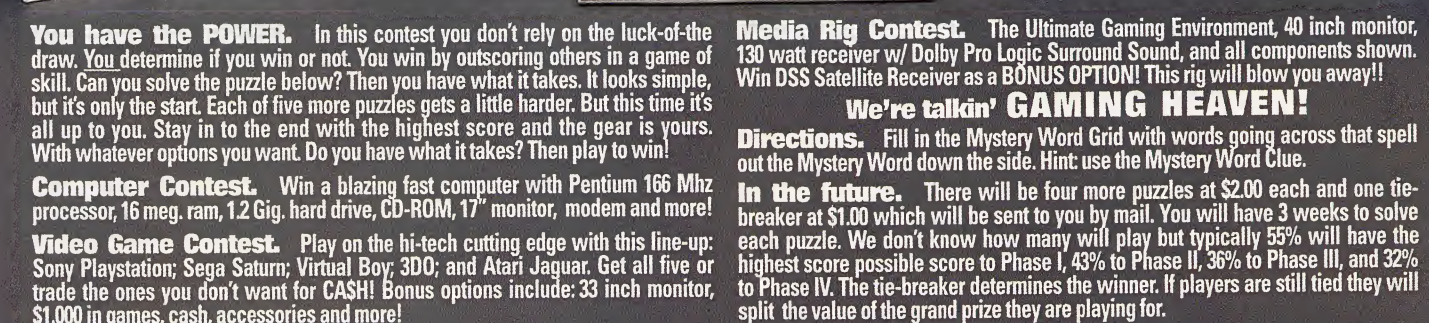 You have the POWER. In this contest you don't rely on the luck-of-the
draw. You determine if you win or not. You win by outscoring others in a game of
skill. Can you solve the puzzle below? Then you have what it takes. It looks simple,
but it's only the start. Each of five more puzzles gets a little harder. But this time it's
all up to you. Stay in to the end with the highest score and the gear is yours.
With whatever options you want. Do you have what it takes? Then play to win!
Computer Contest. Win a blazing fast computer with Pentium 166 Mhz
processor, 16 meg. ram, 1.2 Gig. hard drive, CD-ROM, 17" monitor, modem and more!
Video Game Contest. Play on the hi-tech cutting edge with this line-up:
Sony Playstation; Sega Saturn; Virtual Boy; 3DO; and Atari Jaguar. Get all five or
trade the ones you don't want for CA$H! Bonus options include: 33 inch monitor,
$1,000 in games, cash, accessories and more!
Media Rig Contest. The Ultimate Gaming Environment, 40 inch monitor,
130 watt receiver w/ Dolby Pro Logic Surround Sound, and all components shown.
Win DSS Satellite Receiver as a BONUS OPTION! This rig will blow you away!!
We're talkin' GAMING HEAVEN!
Directions. Fill in the Mystery Word Grid with words going across that spell
out the Mystery Word down the side. Hint: use the Mystery Word Clue.
In the future. There will be four more puzzles at $2.00 each and one tie-
breaker at $1.00 which will be sent to you by mail. You will have 3 weeks to solve
each puzzle. We don't know how many will play but typically 55% will have the
highest score possible score to Phase I, 43% to Phase II, 36% to Phase III, and 32%
to Phase IV. The tie-breaker determines the winner. If players are still tied they will
split the value of the grand prize they are playing for.